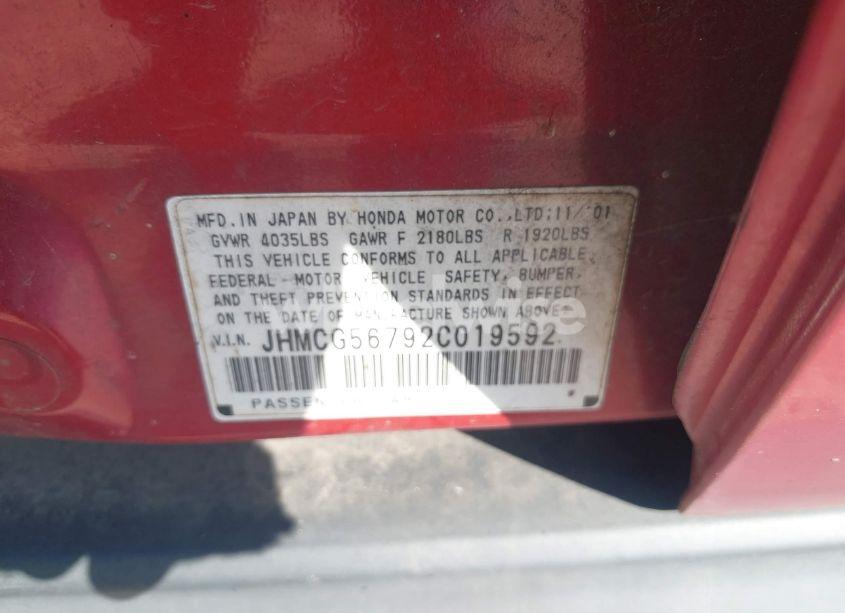 MFD. IN JAPAN BY HONDA MOTOR CO., LTD; 11/'01
GVWR 4035LBS GAWR F 2180LBS R 1920LBS
THIS VEHICLE CONFORMS TO ALL APPLICABLE
FEDERAL MOTOR VEHICLE SAFETY, BUMPER,
AND THEFT PREVENTION STANDARDS IN EFFECT
ON THE DATE OF MANUFACTURE SHOWN ABOVE
V.I.N. JHMCG56792C019592